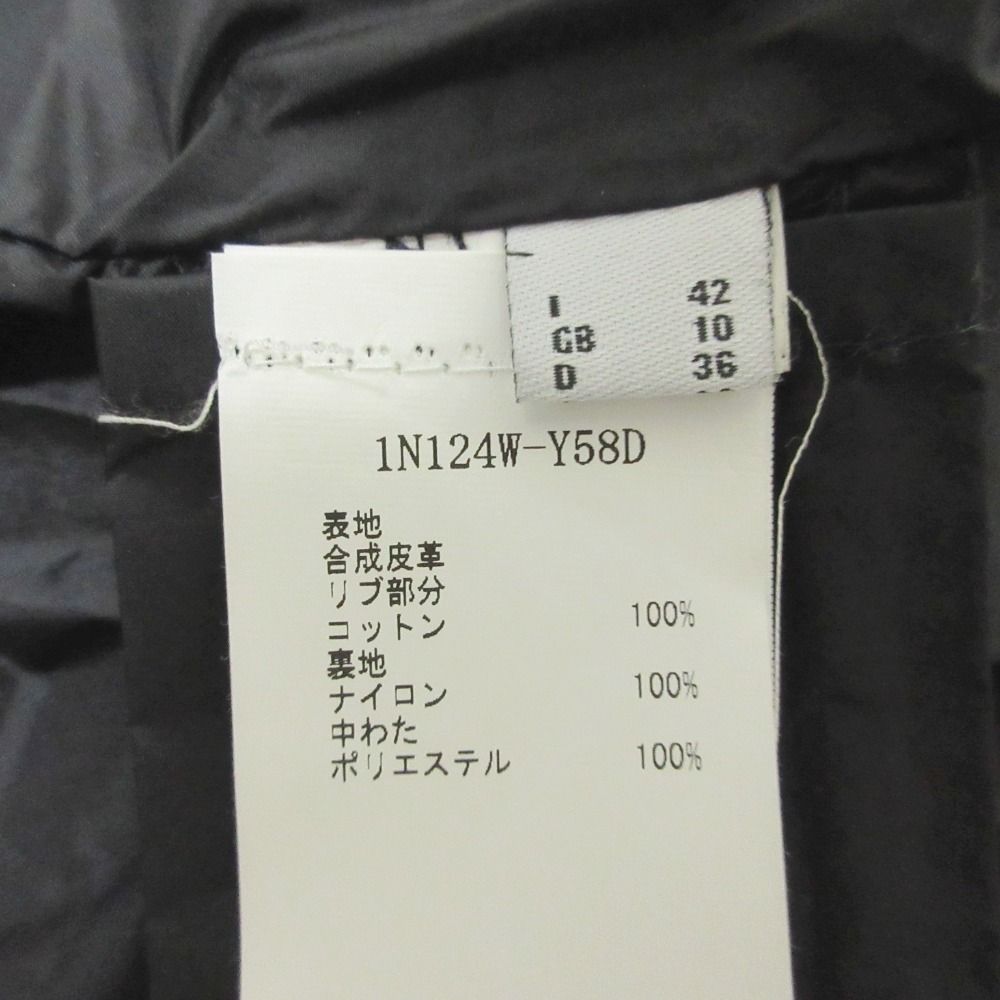 I 42
GB 10
D 36
1N124W-Y58D
表地
合成皮革
リブ部分
コットン 100%
裏地
ナイロン 100%
中わた
ポリエステル 100%